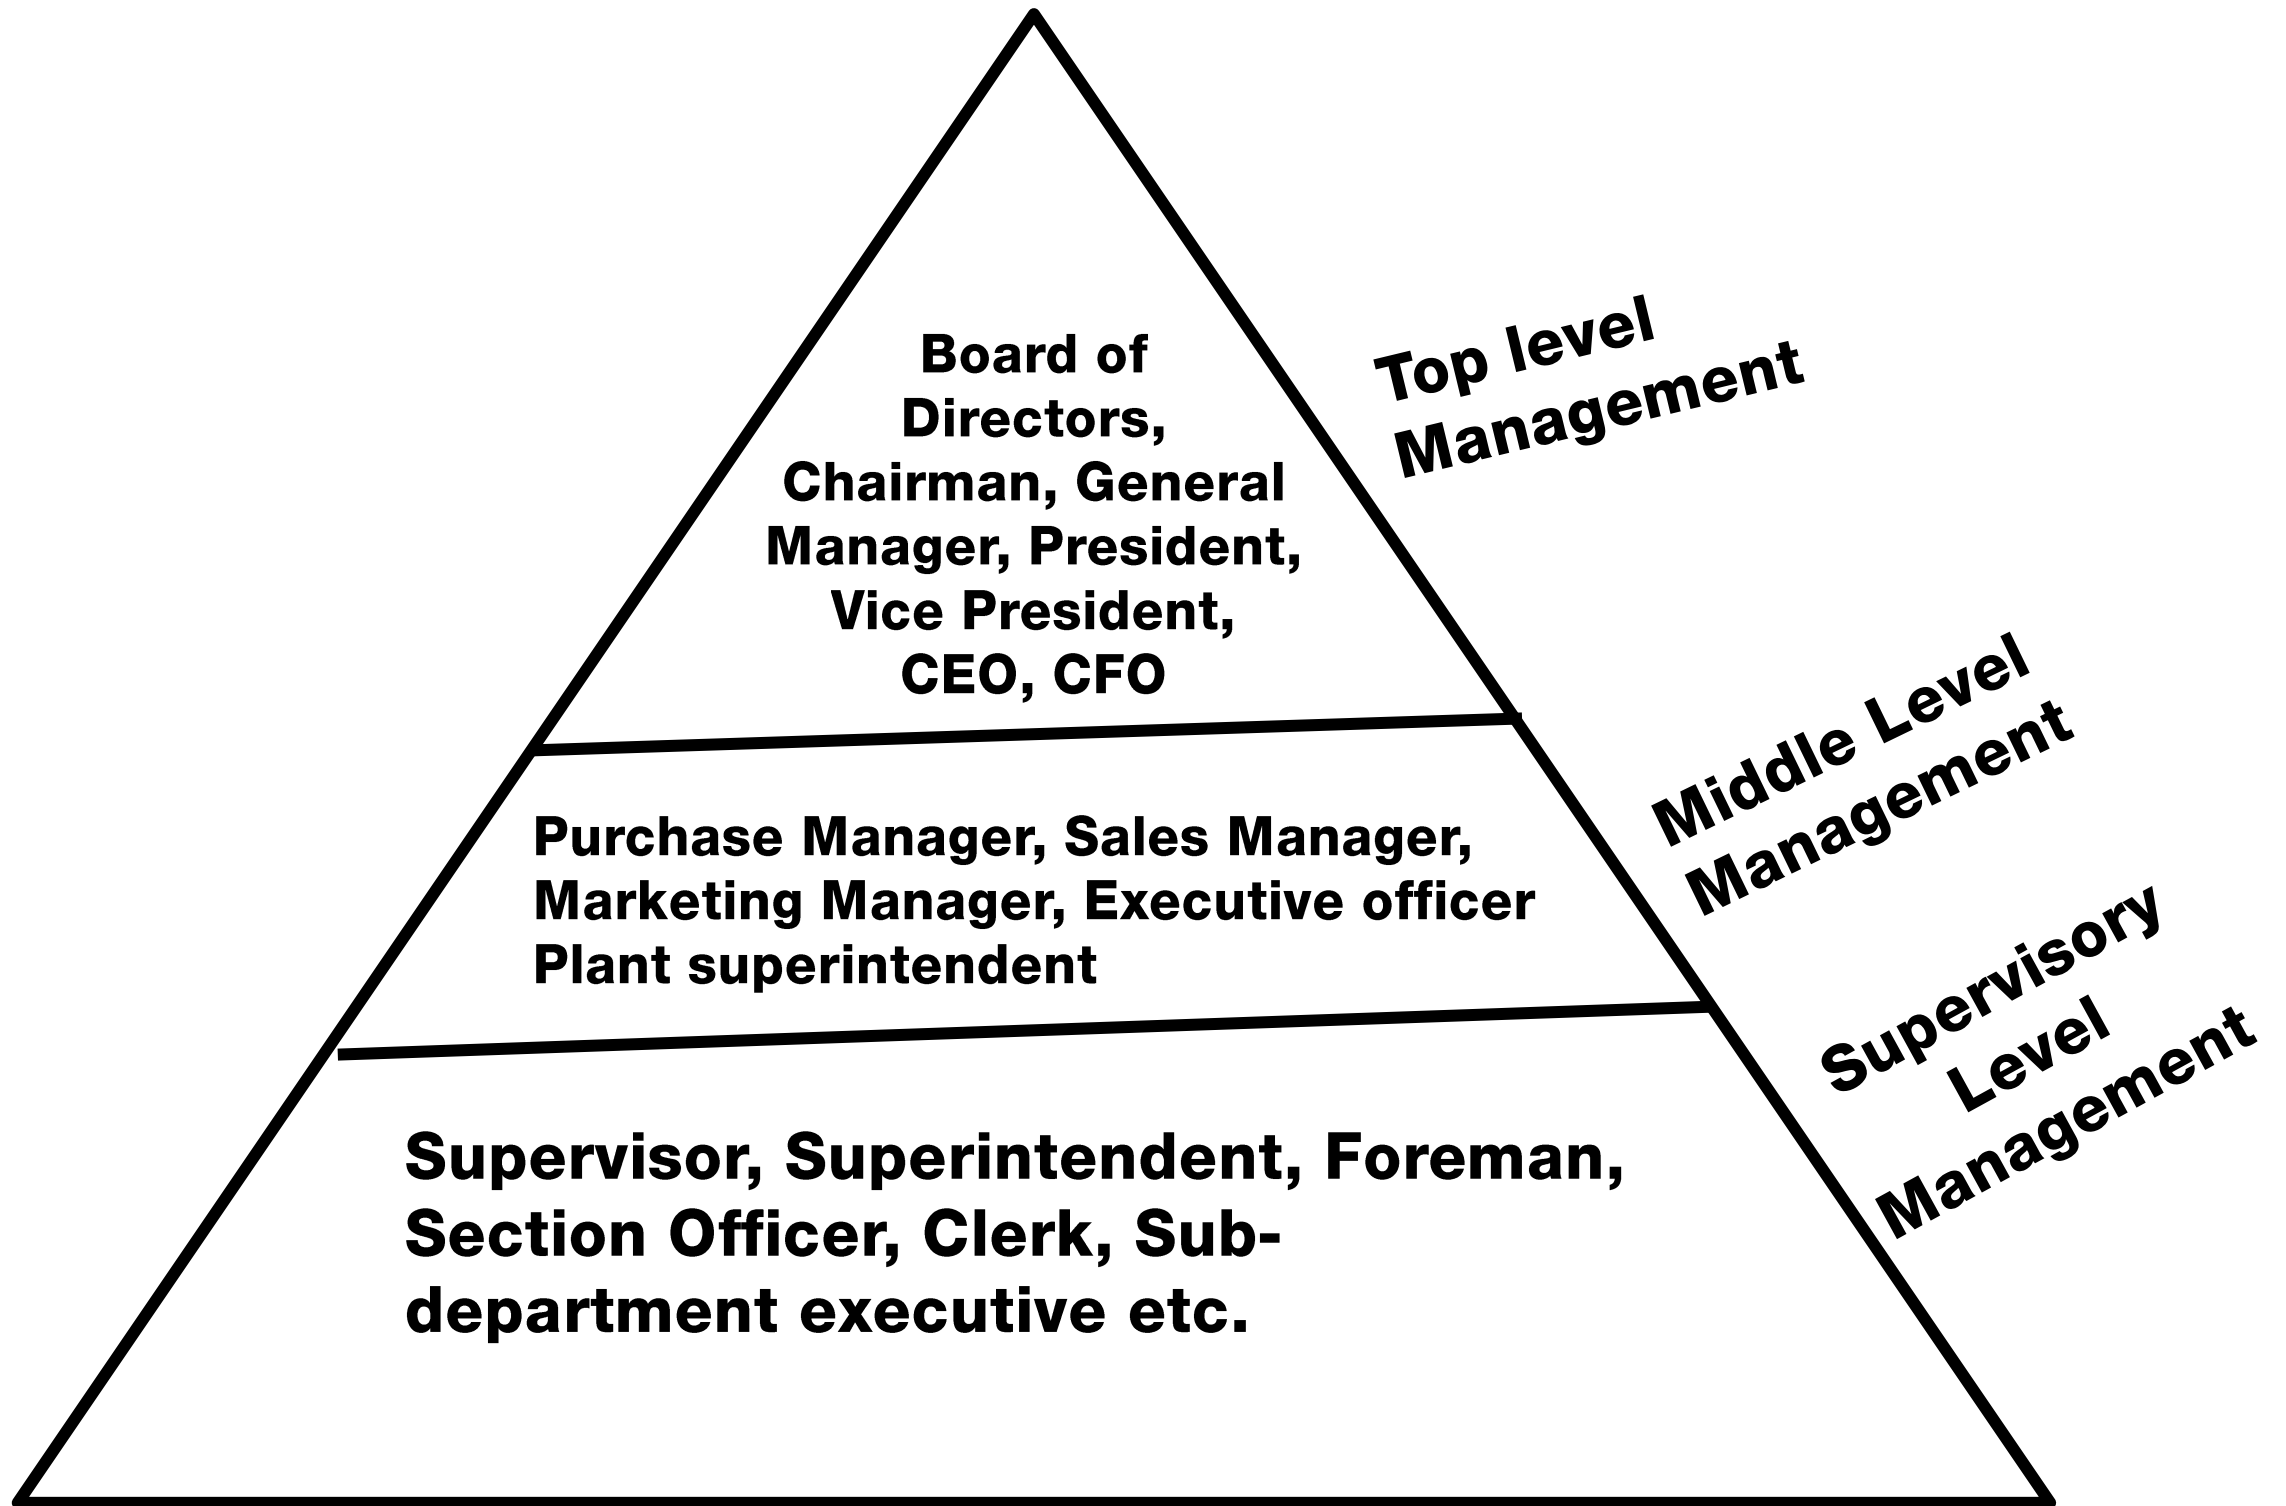 Board of
Directors,
Chairman, General
Manager, President,
Vice President,
CEO, CFO
Top level
Management
Purchase Manager, Sales Manager,
Marketing Manager, Executive officer
Plant superintendent
Middle Level
Management
Supervisor, Superintendent, Foreman,
Section Officer, Clerk, Sub-
department executive etc.
Supervisory
Level
Management